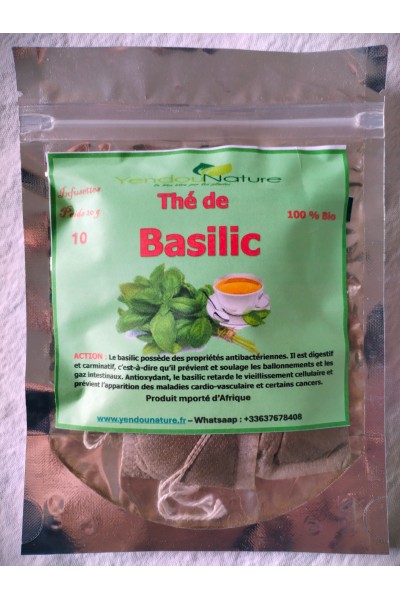 YendouNature
Infusettes
Thé de
100 % Bio
10
Basilic
ACTION : Le basilic possède des propriétés antibactériennes. Il est digestif
et carminatif, c'est-à-dire qu'il prévient et soulage les ballonnements et les
gaz intestinaux. Antioxydant, le basilic retarde le vieillissement cellulaire et
prévient l'apparition des maladies cardio-vasculaire et certains cancers.
Produit mporté d'Afrique
www.yendounature.fr – Whatsaap : +33637678408